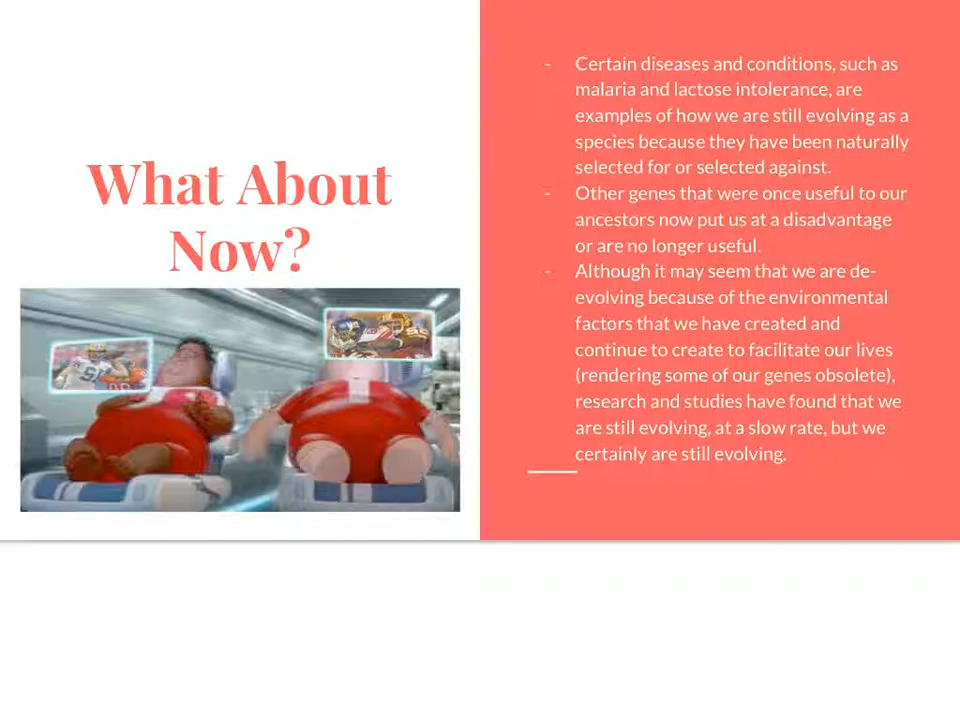 What About
Now?
- Certain diseases and conditions, such as
malaria and lactose intolerance, are
examples of how we are still evolving as a
species because they have been naturally
selected for or selected against.
- Other genes that were once useful to our
ancestors now put us at a disadvantage
or are no longer useful.
- Although it may seem that we are de-
evolving because of the environmental
factors that we have created and
continue to create to facilitate our lives
(rendering some of our genes obsolete),
research and studies have found that we
are still evolving, at a slow rate, but we
certainly are still evolving.